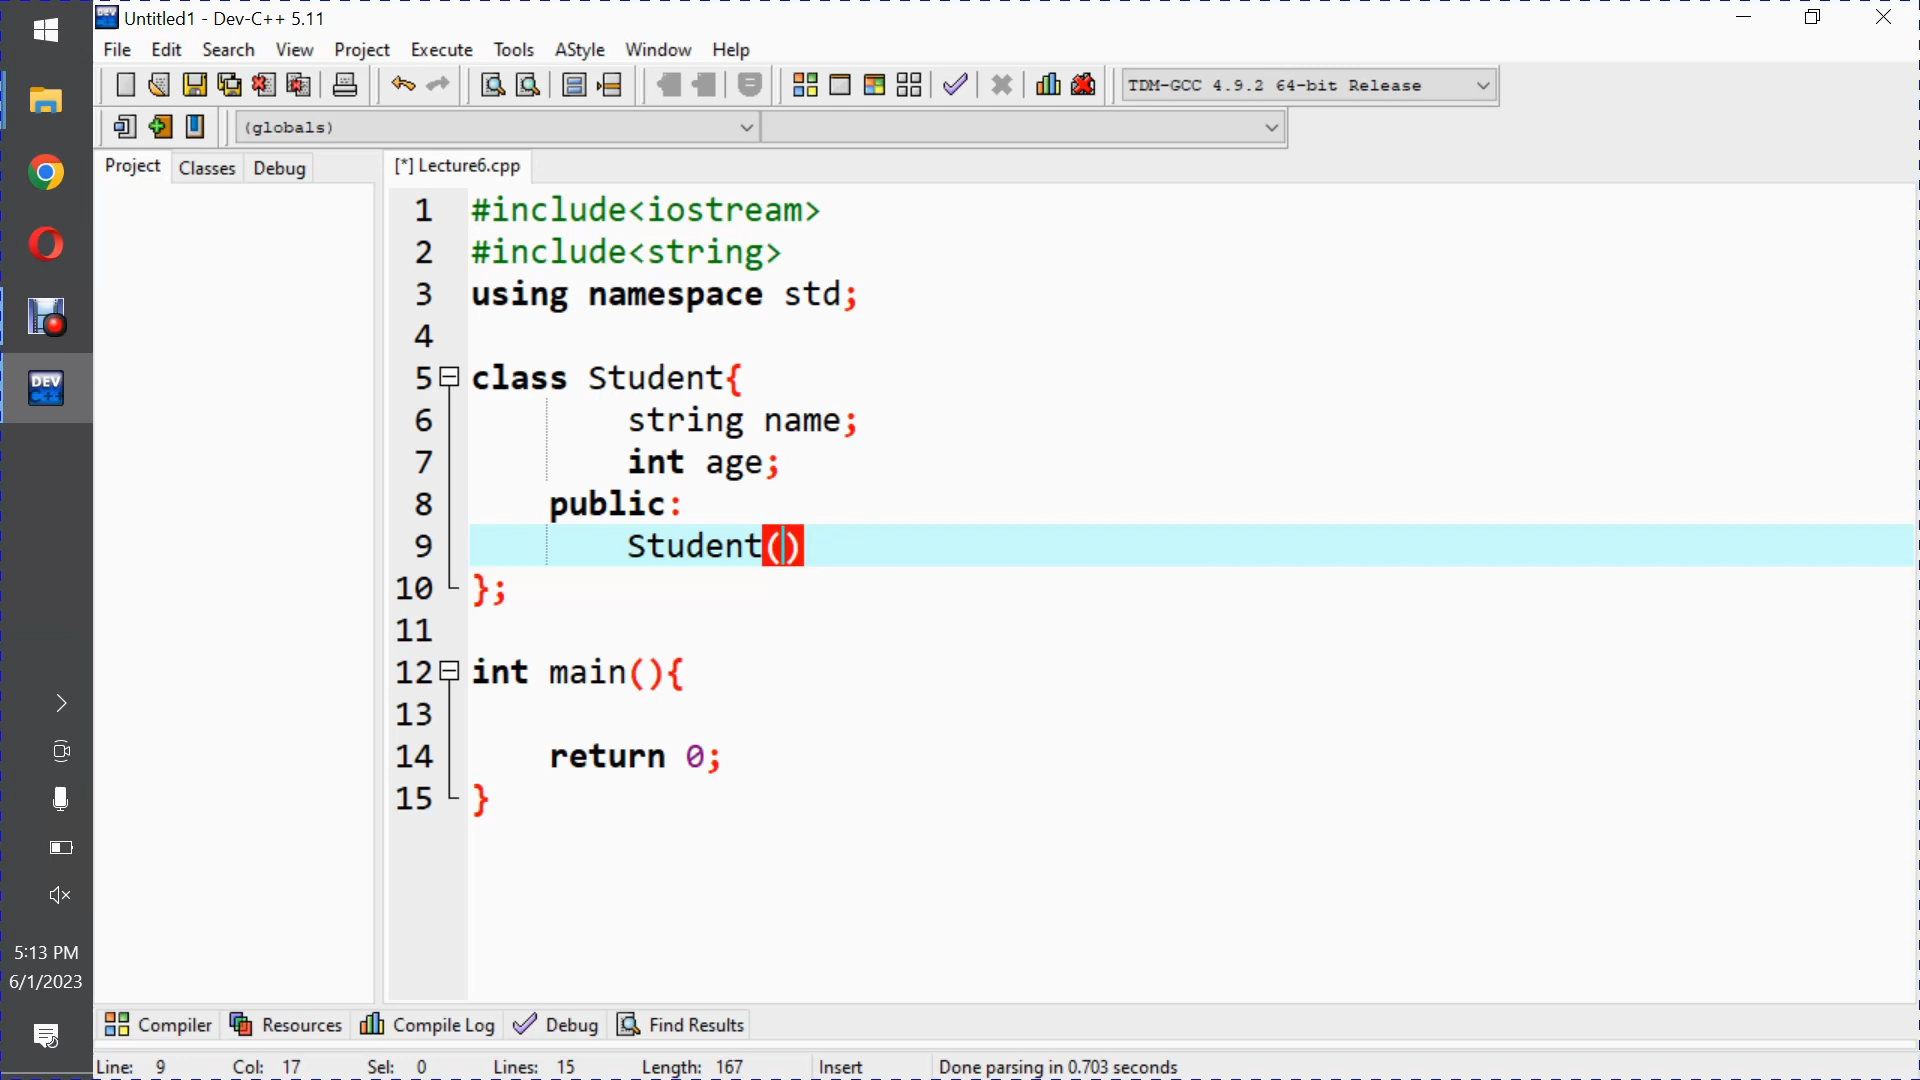 Untitled1 - Dev-C++ 5.11
File Edit Search View Project Execute Tools AStyle Window Help
TDM-GCC 4.9.2 64-bit Release
(globals)
Project Classes Debug
[*] Lecture6.cpp
1 #include<iostream>
2 #include<string>
3 using namespace std;
4
5 class Student{
6 string name;
7 int age;
8 public:
9 Student()
10 };
11
12 int main(){
13
14 return 0;
15 }
DEV C++
5:13 PM
6/1/2023
Compiler Resources Compile Log Debug Find Results
Line: 9 Col: 17 Sel: 0 Lines: 15 Length: 167 Insert Done parsing in 0.703 seconds